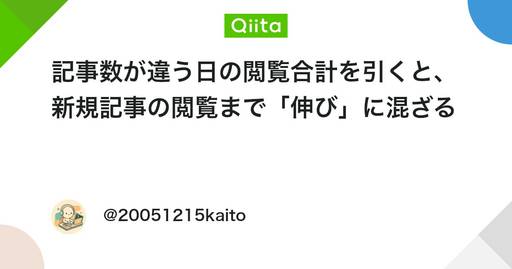 Qiita
記事数が違う日の閲覧合計を引くと、
新規記事の閲覧まで「伸び」に混ざる
@20051215kaito